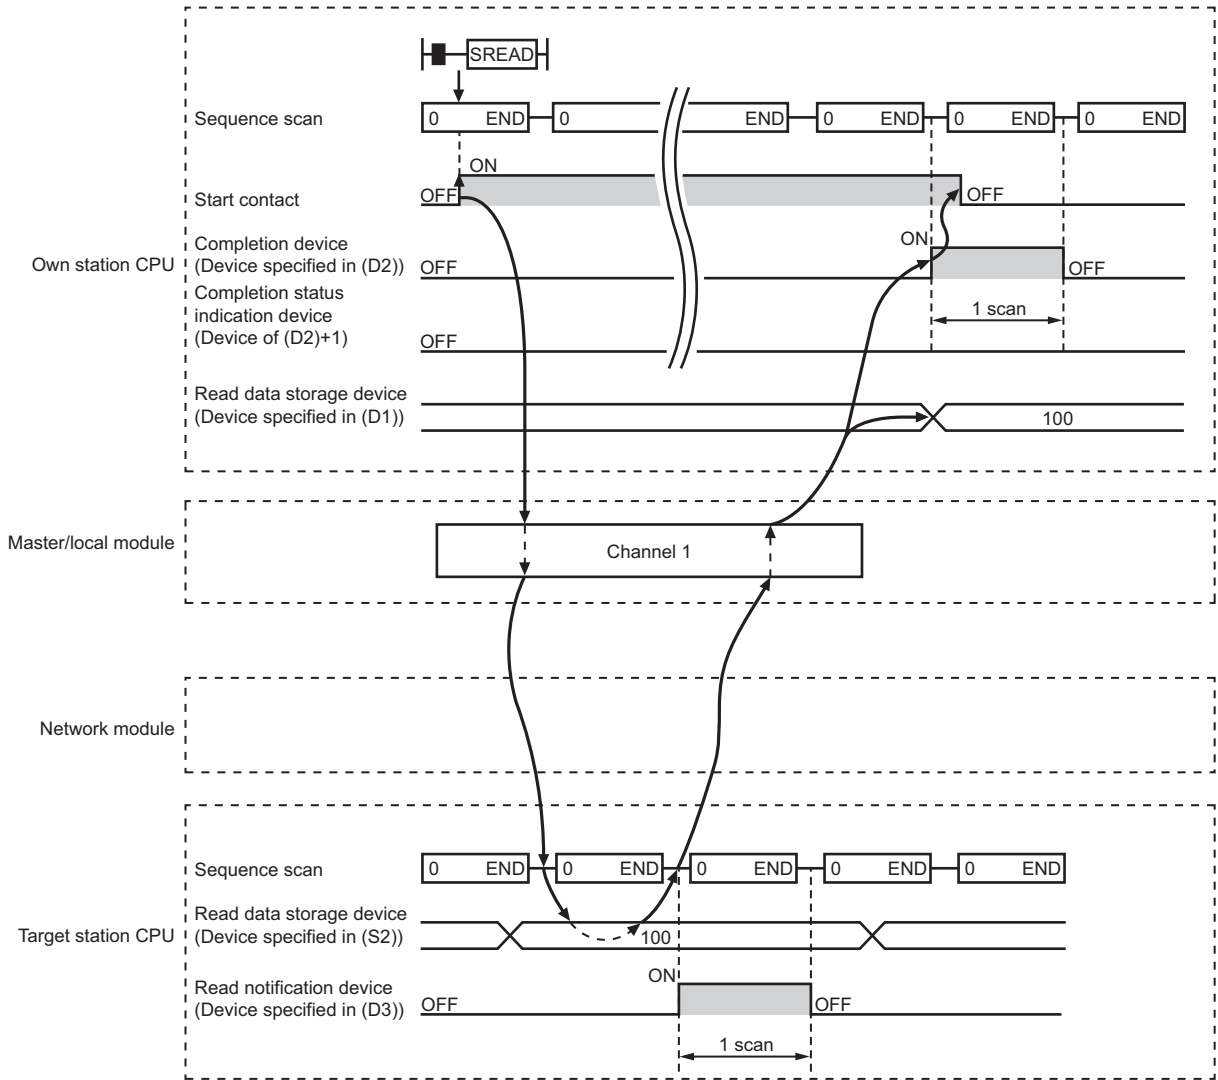 SREAD
Sequence scan
0 END 0 END 0 END 0 END 0 END
ON
Start contact
OFF OFF
Own station CPU
Completion device
(Device specified in (D2))
OFF ON OFF
Completion status
indication device
(Device of (D2)+1)
OFF
1 scan
Read data storage device
(Device specified in (D1))
100
Master/local module
Channel 1
Network module
Target station CPU
Sequence scan
0 END 0 END 0 END 0 END 0 END
Read data storage device
(Device specified in (S2))
100
Read notification device
(Device specified in (D3))
OFF ON OFF
1 scan